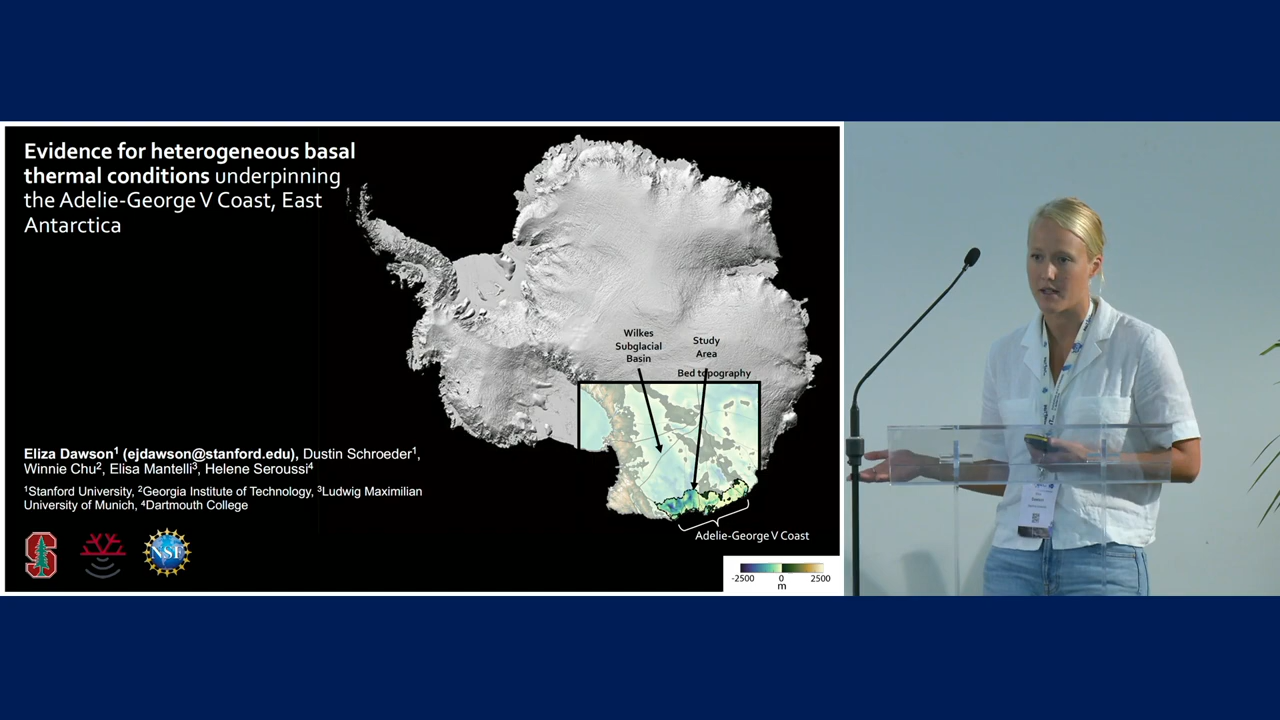 Evidence for heterogeneous basal
thermal conditions underpinning
the Adelie-George V Coast, East
Antarctica
Wilkes
Subglacial
Basin
Study
Area
Bed topography
Eliza Dawson¹ (ejdawson@stanford.edu), Dustin Schroeder¹,
Winnie Chu², Elisa Mantelli³, Helene Seroussi⁴
¹Stanford University, ²Georgia Institute of Technology, ³Ludwig Maximilian
University of Munich, ⁴Dartmouth College
Adelie-George V Coast
NSF
-2500 0 2500
m